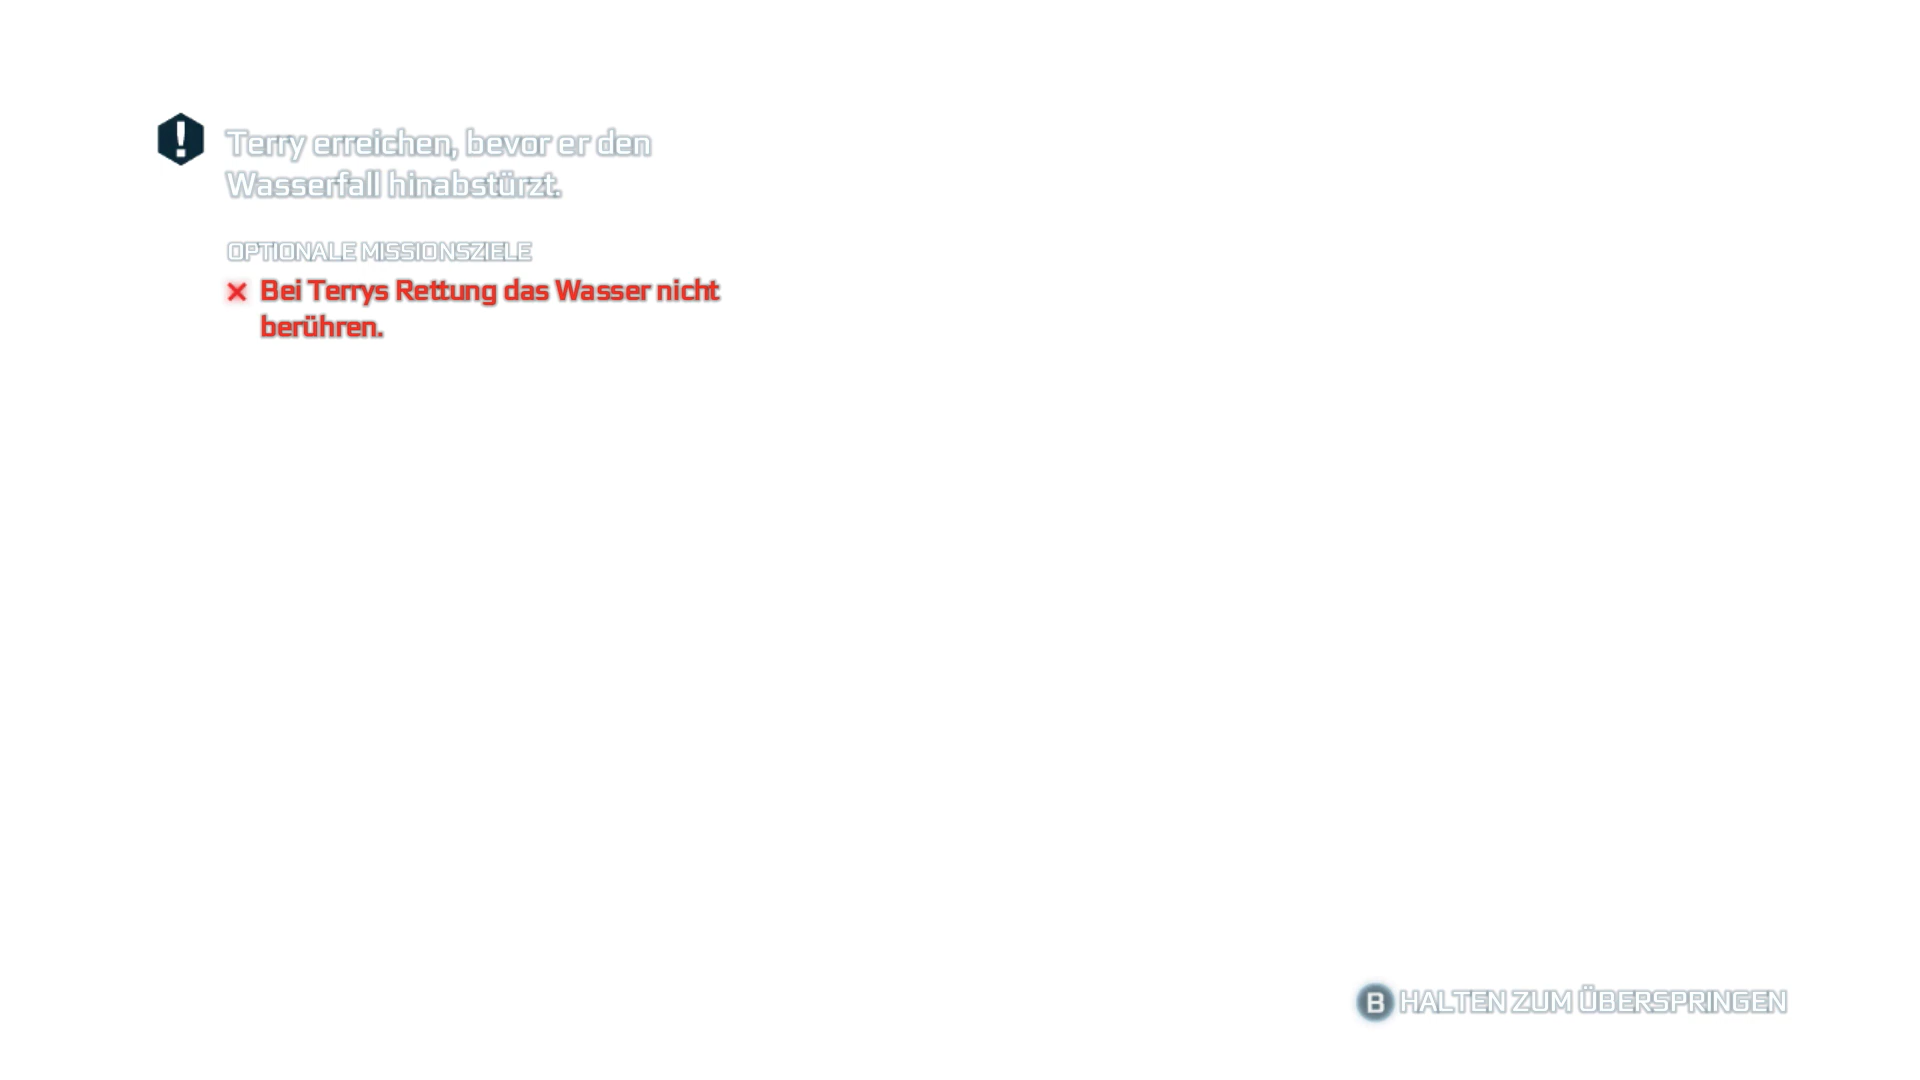 Terry erreichen, bevor er den
Wasserfall hinabstürzt.
OPTIONALE MISSIONSZIELE
Bei Terrys Rettung das Wasser nicht
berühren.
B HALTEN ZUM ÜBERSPRINGEN